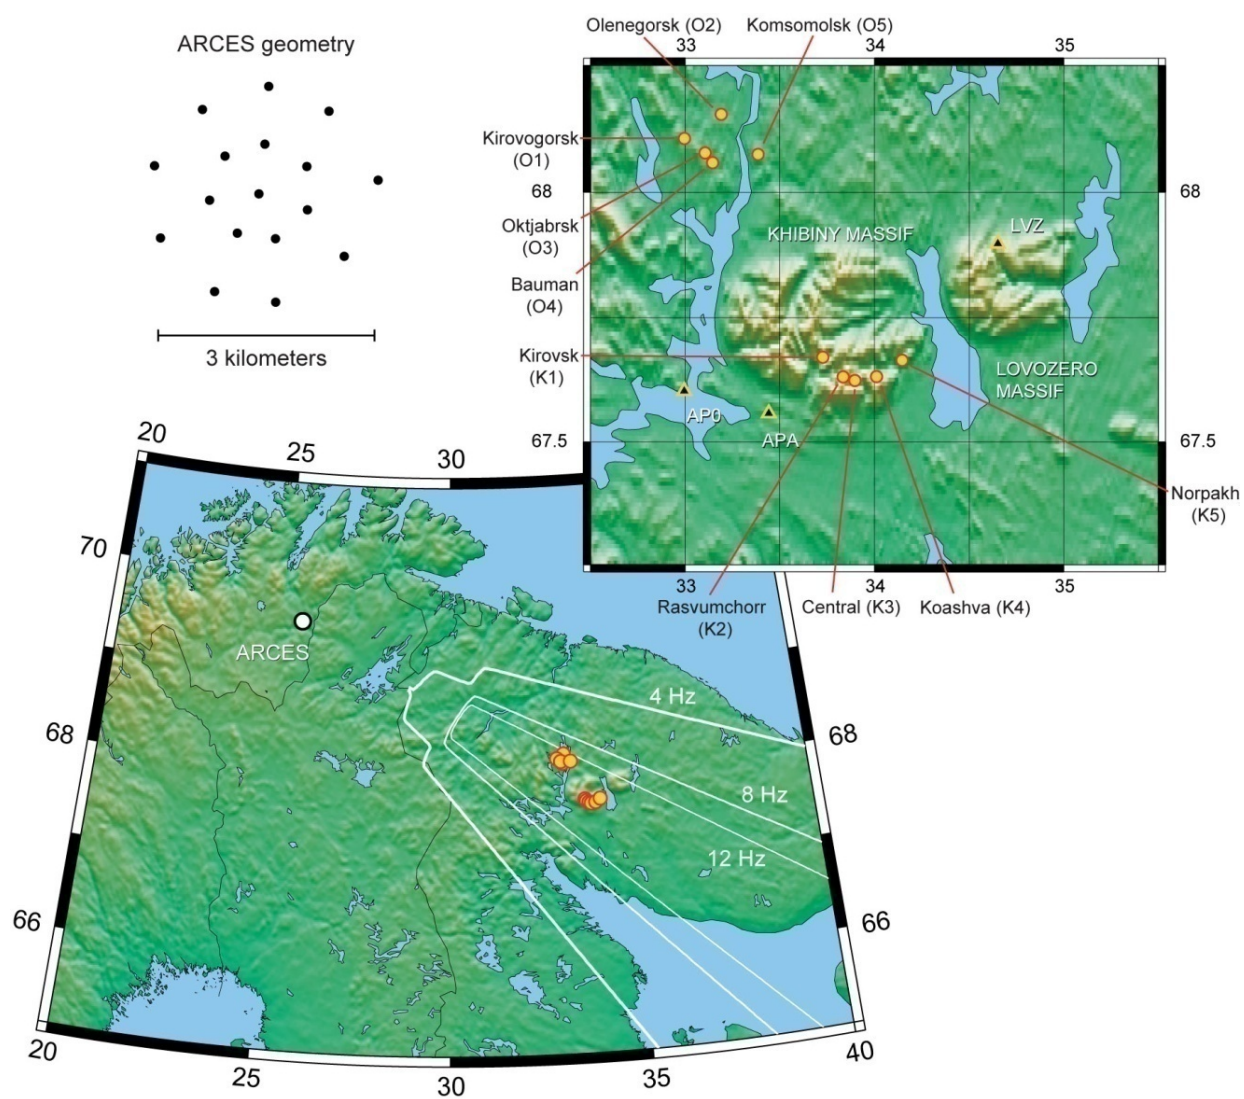 ARCES geometry
3 kilometers
Olenegorsk (O2)
Komsomolsk (O5)
33
34
35
Kirovogorsk
(O1)
68
68
Oktjabrsk
(O3)
KHIBINY MASSIF
LVZ
Bauman
(O4)
Kirovsk
(K1)
LOVOZERO
MASSIF
AP0
APA
67.5
67.5
Norpakh
(K5)
33
34
35
Rasvumchorr
(K2)
Central (K3)
Koashva (K4)
20
25
30
70
ARCES
4 Hz
68
68
8 Hz
12 Hz
66
66
20
25
30
35
40